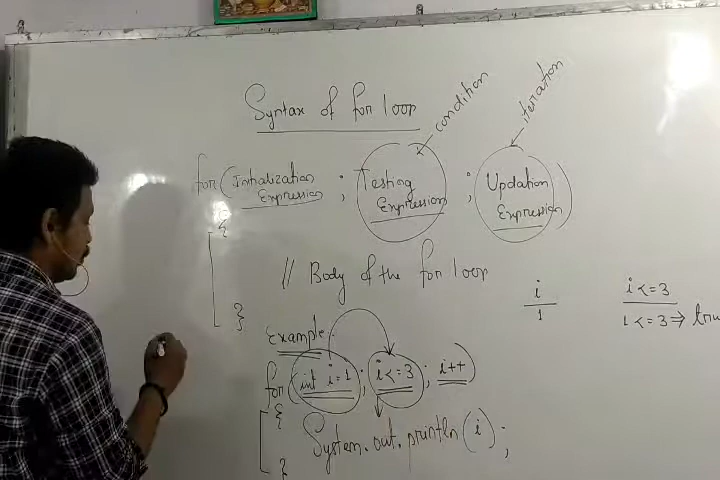 Syntax of for loop
condition
iteration
for (Initialization Expression ; Testing Expression ; Updation Expression)
{
// Body of the for loop
}
i
1
i <= 3
1 <= 3 ⇒ tru
Example:
for (int i=1 ; i <= 3 ; i++)
{
System.out.println(i);
}